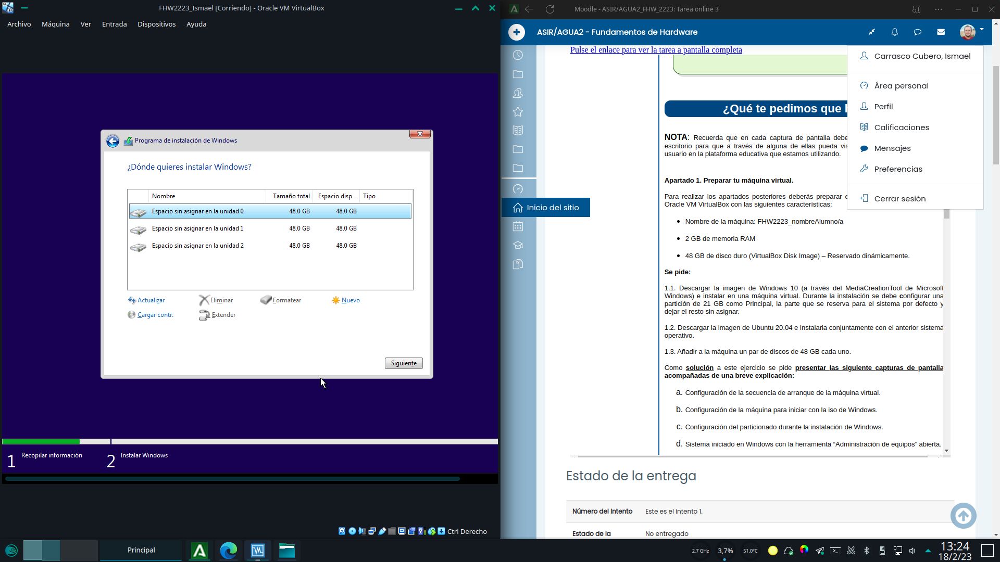 FHW2223_Ismael [Corriendo] - Oracle VM VirtualBox
Archivo Máquina Ver Entrada Dispositivos Ayuda
Programa de instalación de Windows
¿Dónde quieres instalar Windows?
Nombre Tamaño total Espacio disp... Tipo
Espacio sin asignar en la unidad 0 48.0 GB 48.0 GB
Espacio sin asignar en la unidad 1 48.0 GB 48.0 GB
Espacio sin asignar en la unidad 2 48.0 GB 48.0 GB
Actualizar Eliminar Formatear Nuevo
Cargar contr. Extender
Siguiente
1 Recopilar información 2 Instalar Windows
Ctrl Derecho
Moodle - ASIR/AGUA2_FHW_2223: Tarea online 3
ASIR/AGUA2 - Fundamentos de Hardware
Pulse el enlace para ver la tarea a pantalla completa
Carrasco Cubero, Ismael
Área personal
Perfil
Calificaciones
Mensajes
Preferencias
Cerrar sesión
Inicio del sitio
¿Qué te pedimos que
NOTA: Recuerda que en cada captura de pantalla debe
escritorio para que a través de alguna de ellas pueda vis
usuario en la plataforma educativa que estamos utilizando.
Apartado 1. Preparar tu máquina virtual.
Para realizar los apartados posteriores deberás preparar e
Oracle VM VirtualBox con las siguientes características:
• Nombre de la máquina: FHW2223_nombreAlumno/a
• 2 GB de memoria RAM
• 48 GB de disco duro (VirtualBox Disk Image) – Reservado dinámicamente.
Se pide:
1.1. Descargar la imagen de Windows 10 (a través del MediaCreationTool de Microsoft
Windows) e instalar en una máquina virtual. Durante la instalación se debe configurar una
partición de 21 GB como Principal, la parte que se reserva para el sistema por defecto y
dejar el resto sin asignar.
1.2. Descargar la imagen de Ubuntu 20.04 e instalarla conjuntamente con el anterior sistema
operativo.
1.3. Añadir a la máquina un par de discos de 48 GB cada uno.
Como solución a este ejercicio se pide presentar las siguiente capturas de pantalla
acompañadas de una breve explicación:
a. Configuración de la secuencia de arranque de la máquina virtual.
b. Configuración de la máquina para iniciar con la iso de Windows.
c. Configuración del particionado durante la instalación de Windows.
d. Sistema iniciado en Windows con la herramienta “Administración de equipos” abierta.
Estado de la entrega
Número del Intento Este es el intento 1.
Estado de la No entregado
Principal
2,7 GHz 3,7% 51,0°C
13:24
18/2/23